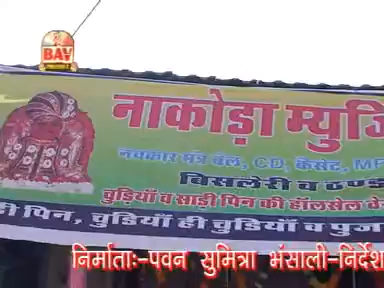 BAV
नाकोड़ा म्युजि
नवकार मंत्र बेल, CD, कैसेट, MP
बिसलेरी व ठण्डी
चुड़ियाँ व साड़ी पिन की हॉलसेल
ड़ी पिन, चुड़ियाँ ही चुड़ियाँ व पुज
निर्माताः-पवन सुमित्रा भंसाली-निर्देश